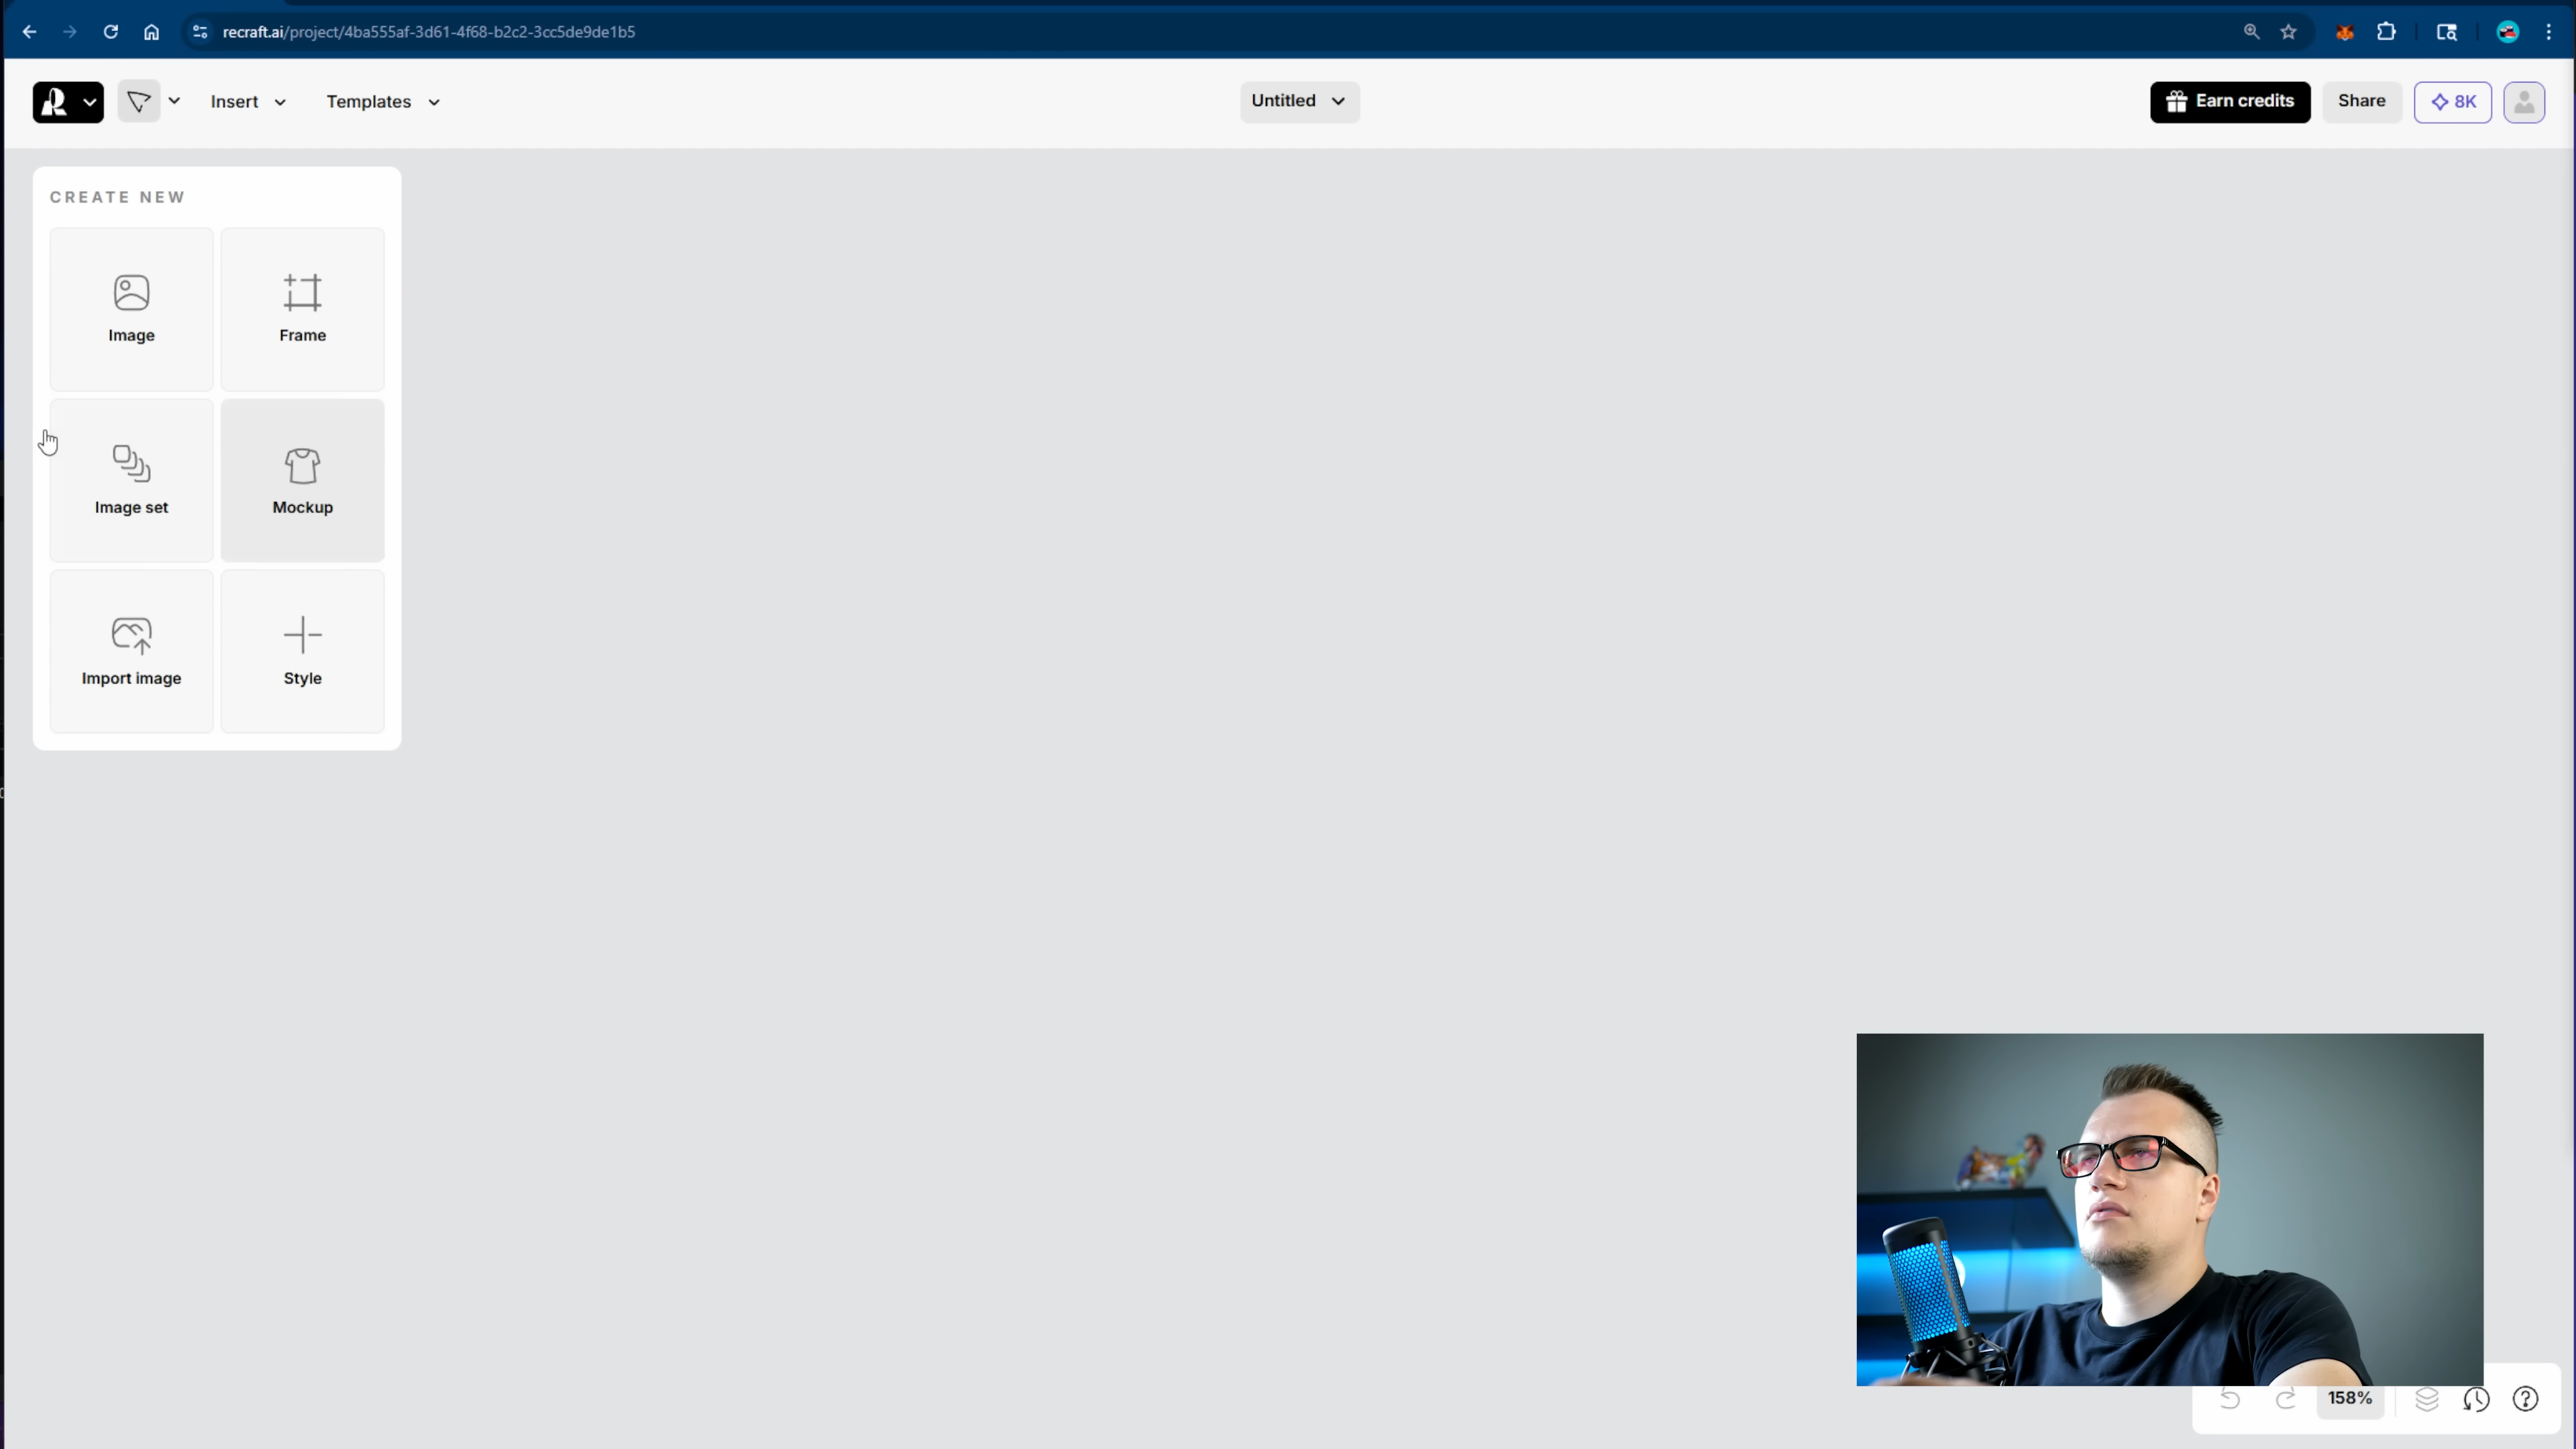 recraft.ai/project/4ba555af-3d61-4f68-b2c2-3cc5de9de1b5
Insert
Templates
Untitled
Earn credits
Share
8K
CREATE NEW
Image
Frame
Image set
Mockup
Import image
Style
158%